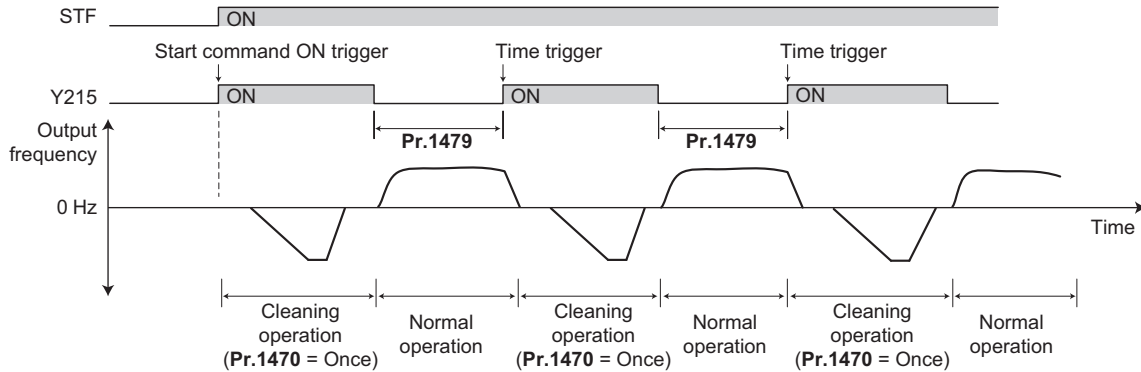 STF
ON
Start command ON trigger
Time trigger
Time trigger
Y215
ON
ON
ON
Output
frequency
Pr.1479
Pr.1479
0 Hz
Time
Cleaning
operation
(Pr.1470 = Once)
Normal
operation
Cleaning
operation
(Pr.1470 = Once)
Normal
operation
Cleaning
operation
(Pr.1470 = Once)
Normal
operation